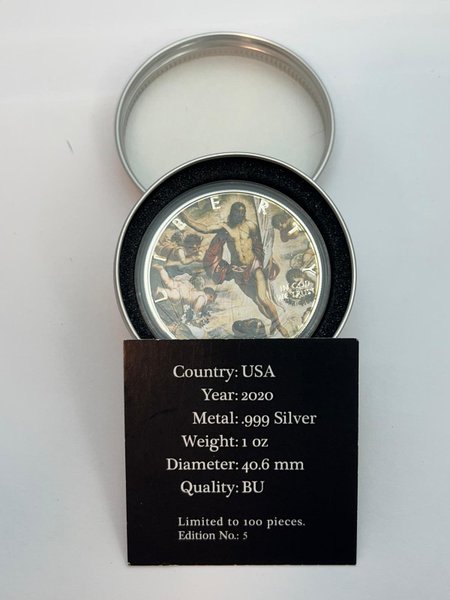 LIBERTY
IN GOD
WE TRUST
Country: USA
Year: 2020
Metal: .999 Silver
Weight: 1 oz
Diameter: 40.6 mm
Quality: BU
Limited to 100 pieces.
Edition No.: 5